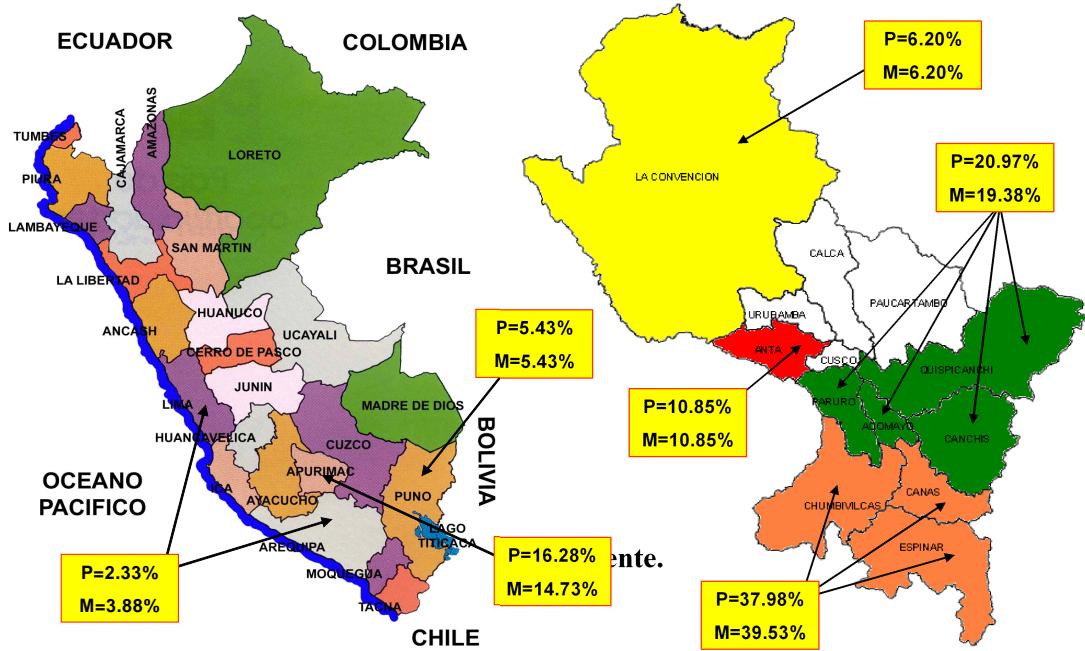 ECUADOR
COLOMBIA
TUMBES
PIURA
LAMBAYEQUE
CAJAMARCA
AMAZONAS
LORETO
SAN MARTIN
LA LIBERTAD
BRASIL
HUANUCO
ANCASH
UCAYALI
CERRO DE PASCO
JUNIN
LIMA
MADRE DE DIOS
HUANCAVELICA
CUZCO
BOLIVIA
OCEANO
PACIFICO
APURIMAC
ICA
AYACUCHO
PUNO
LAGO
TITICACA
AREQUIPA
MOQUEGUA
TACNA
CHILE
P=5.43%
M=5.43%
P=2.33%
M=3.88%
P=16.28%
M=14.73%
ente.
P=6.20%
M=6.20%
LA CONVENCION
P=20.97%
M=19.38%
CALCA
PAUCARTAMBO
URUBAMBA
ANTA
CUSCO
QUISPICANCHI
PARURO
ACOMAYO
CANCHIS
P=10.85%
M=10.85%
CHUMBIVILCAS
CANAS
ESPINAR
P=37.98%
M=39.53%